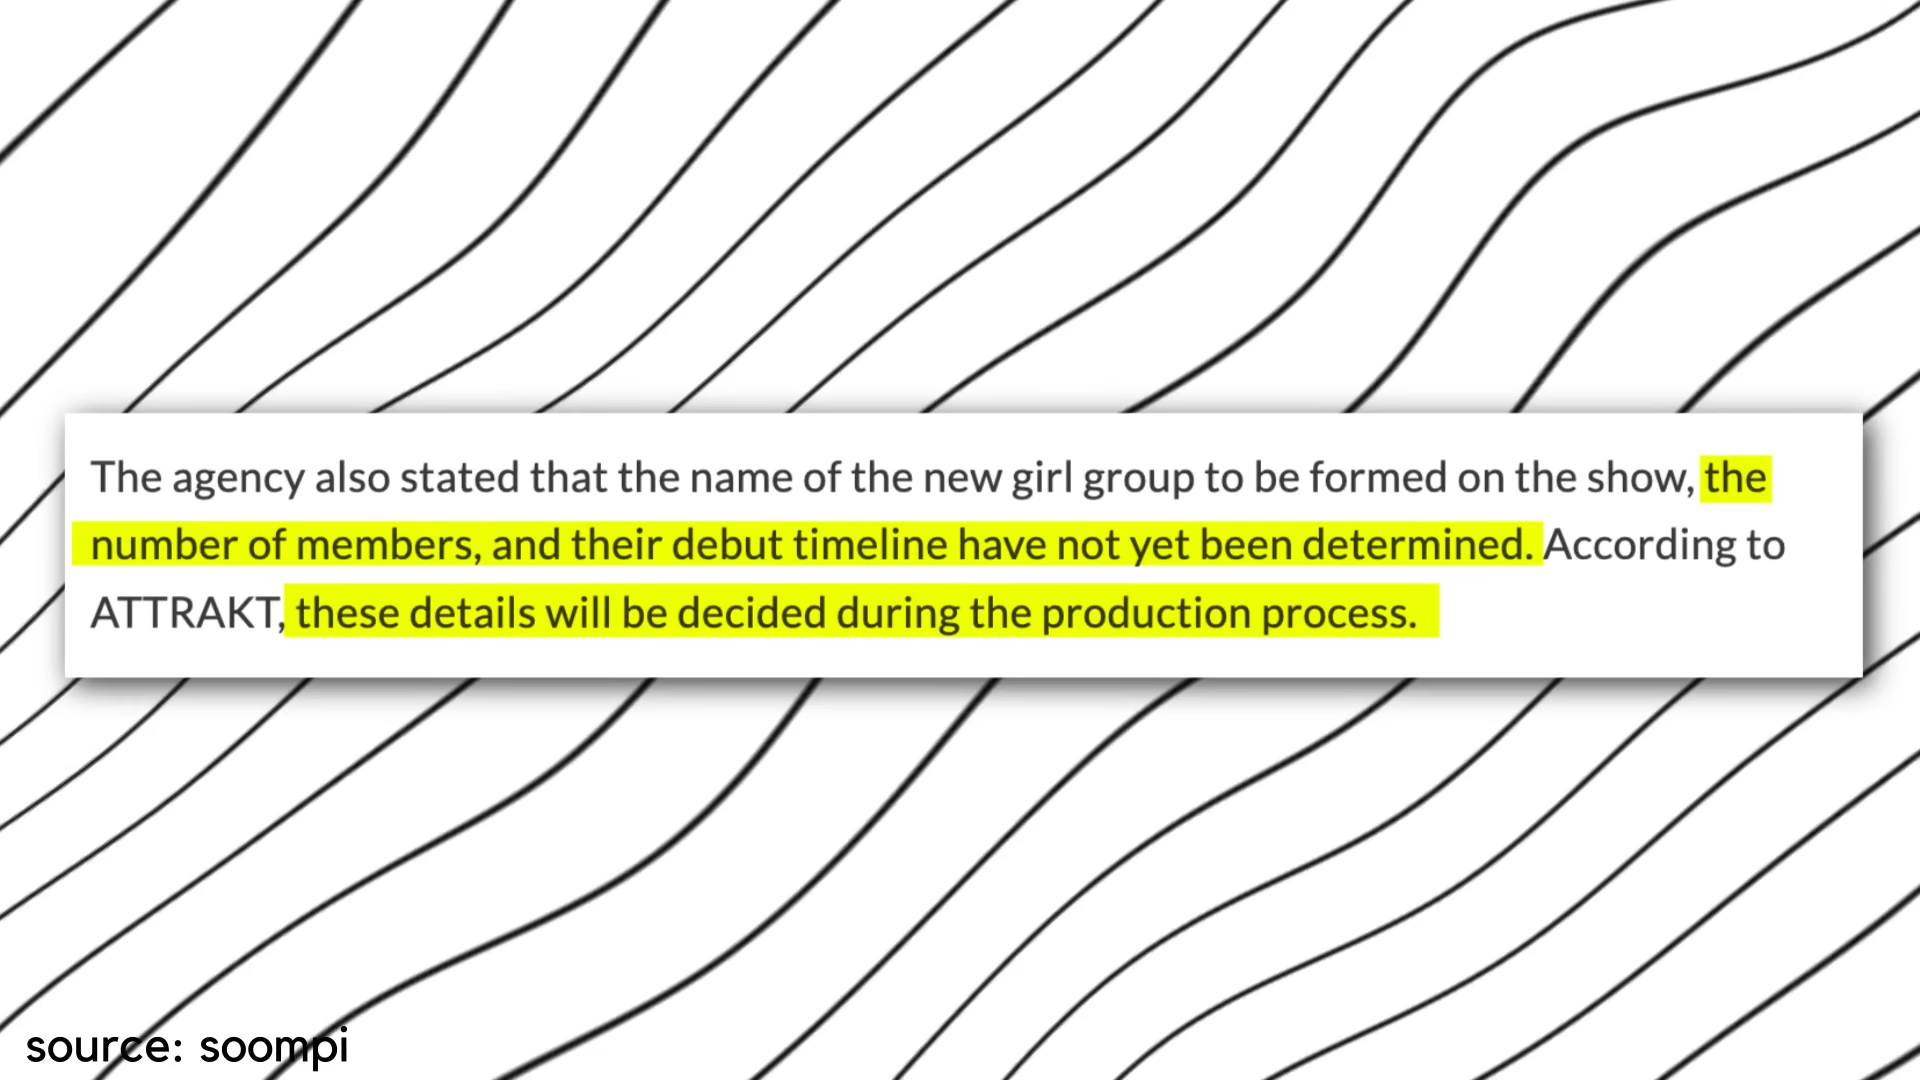 The agency also stated that the name of the new girl group to be formed on the show, the
number of members, and their debut timeline have not yet been determined. According to
ATTRAKT, these details will be decided during the production process.
source: soompi